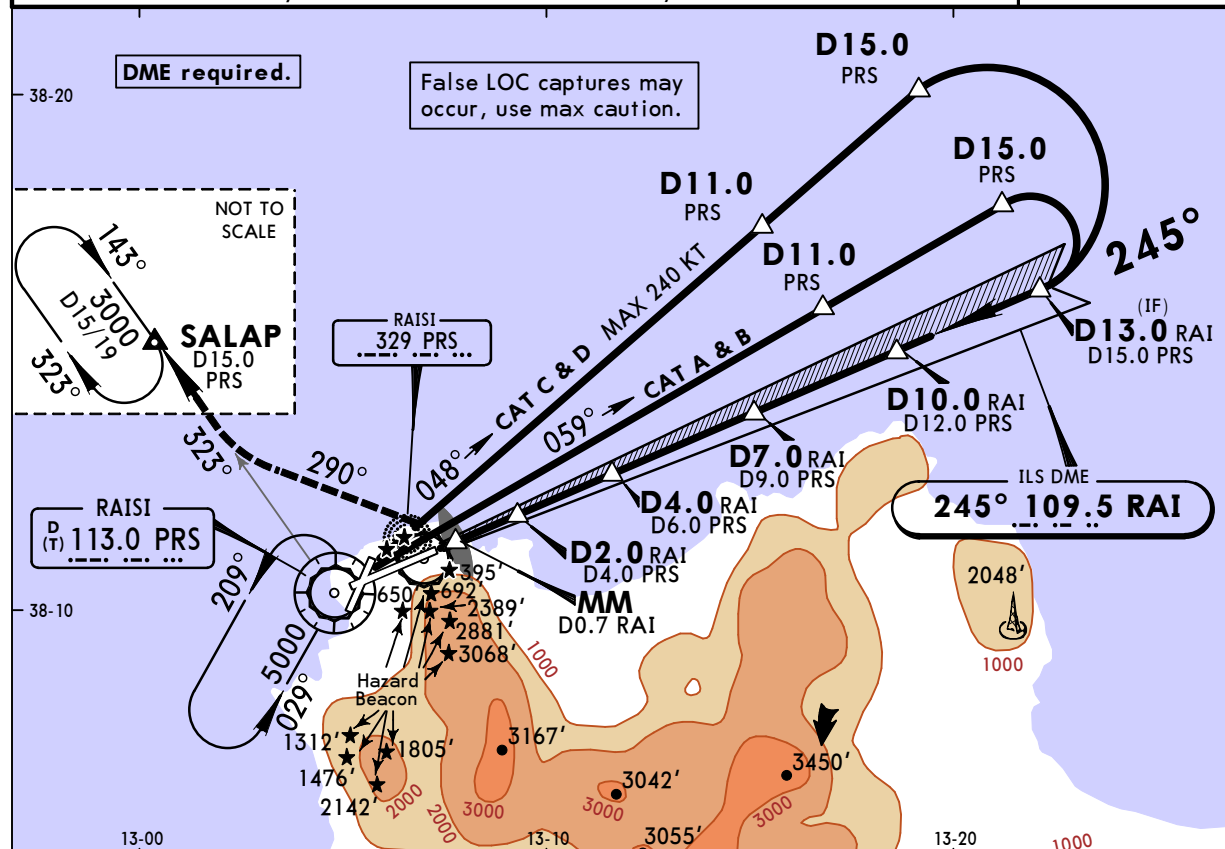 DME required.
False LOC captures may
occur, use max caution.
D15.0
PRS
38-20
D15.0
PRS
D11.0
PRS
NOT TO
SCALE
143°
3000
D15/19
323°
SALAP
D15.0
PRS
245°
D11.0
PRS
MAX 240 KT
CAT C & D
048°
059°
CAT A & B
RAISI
329 PRS
(IF)
D13.0 RAI
D15.0 PRS
D10.0 RAI
D12.0 PRS
D7.0 RAI
D9.0 PRS
D4.0 RAI
D6.0 PRS
D2.0 RAI
D4.0 PRS
MM
D0.7 RAI
ILS DME
245° 109.5 RAI
323°
290°
RAISI
D
(T) 113.0 PRS
209°
5000
029°
38-10
395'
650'
692'
2389'
2881'
3068'
1000
2048'
1000
Hazard
Beacon
1312'
1476'
1805'
2142'
2000
2000
3167'
3000
3042'
3000
3450'
3000
3055'
13-00
13-10
13-20
1000